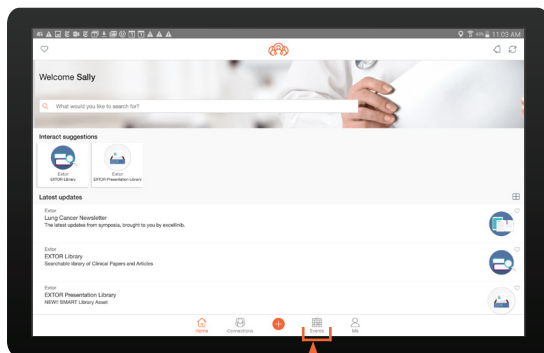 11:03 AM
Welcome Sally
What would you like to search for?
Interact suggestions
Extor
EXTOR Library
Extor
EXTOR Presentation Library
Latest updates
Extor
Lung Cancer Newsletter
The latest updates from symposia, brought to you by excellinib.
Extor
EXTOR Library
Searchable library of Clinical Papers and Articles
Extor
EXTOR Presentation Library
NEW!! SMART Library Asset
Home
Connections
Events
Me